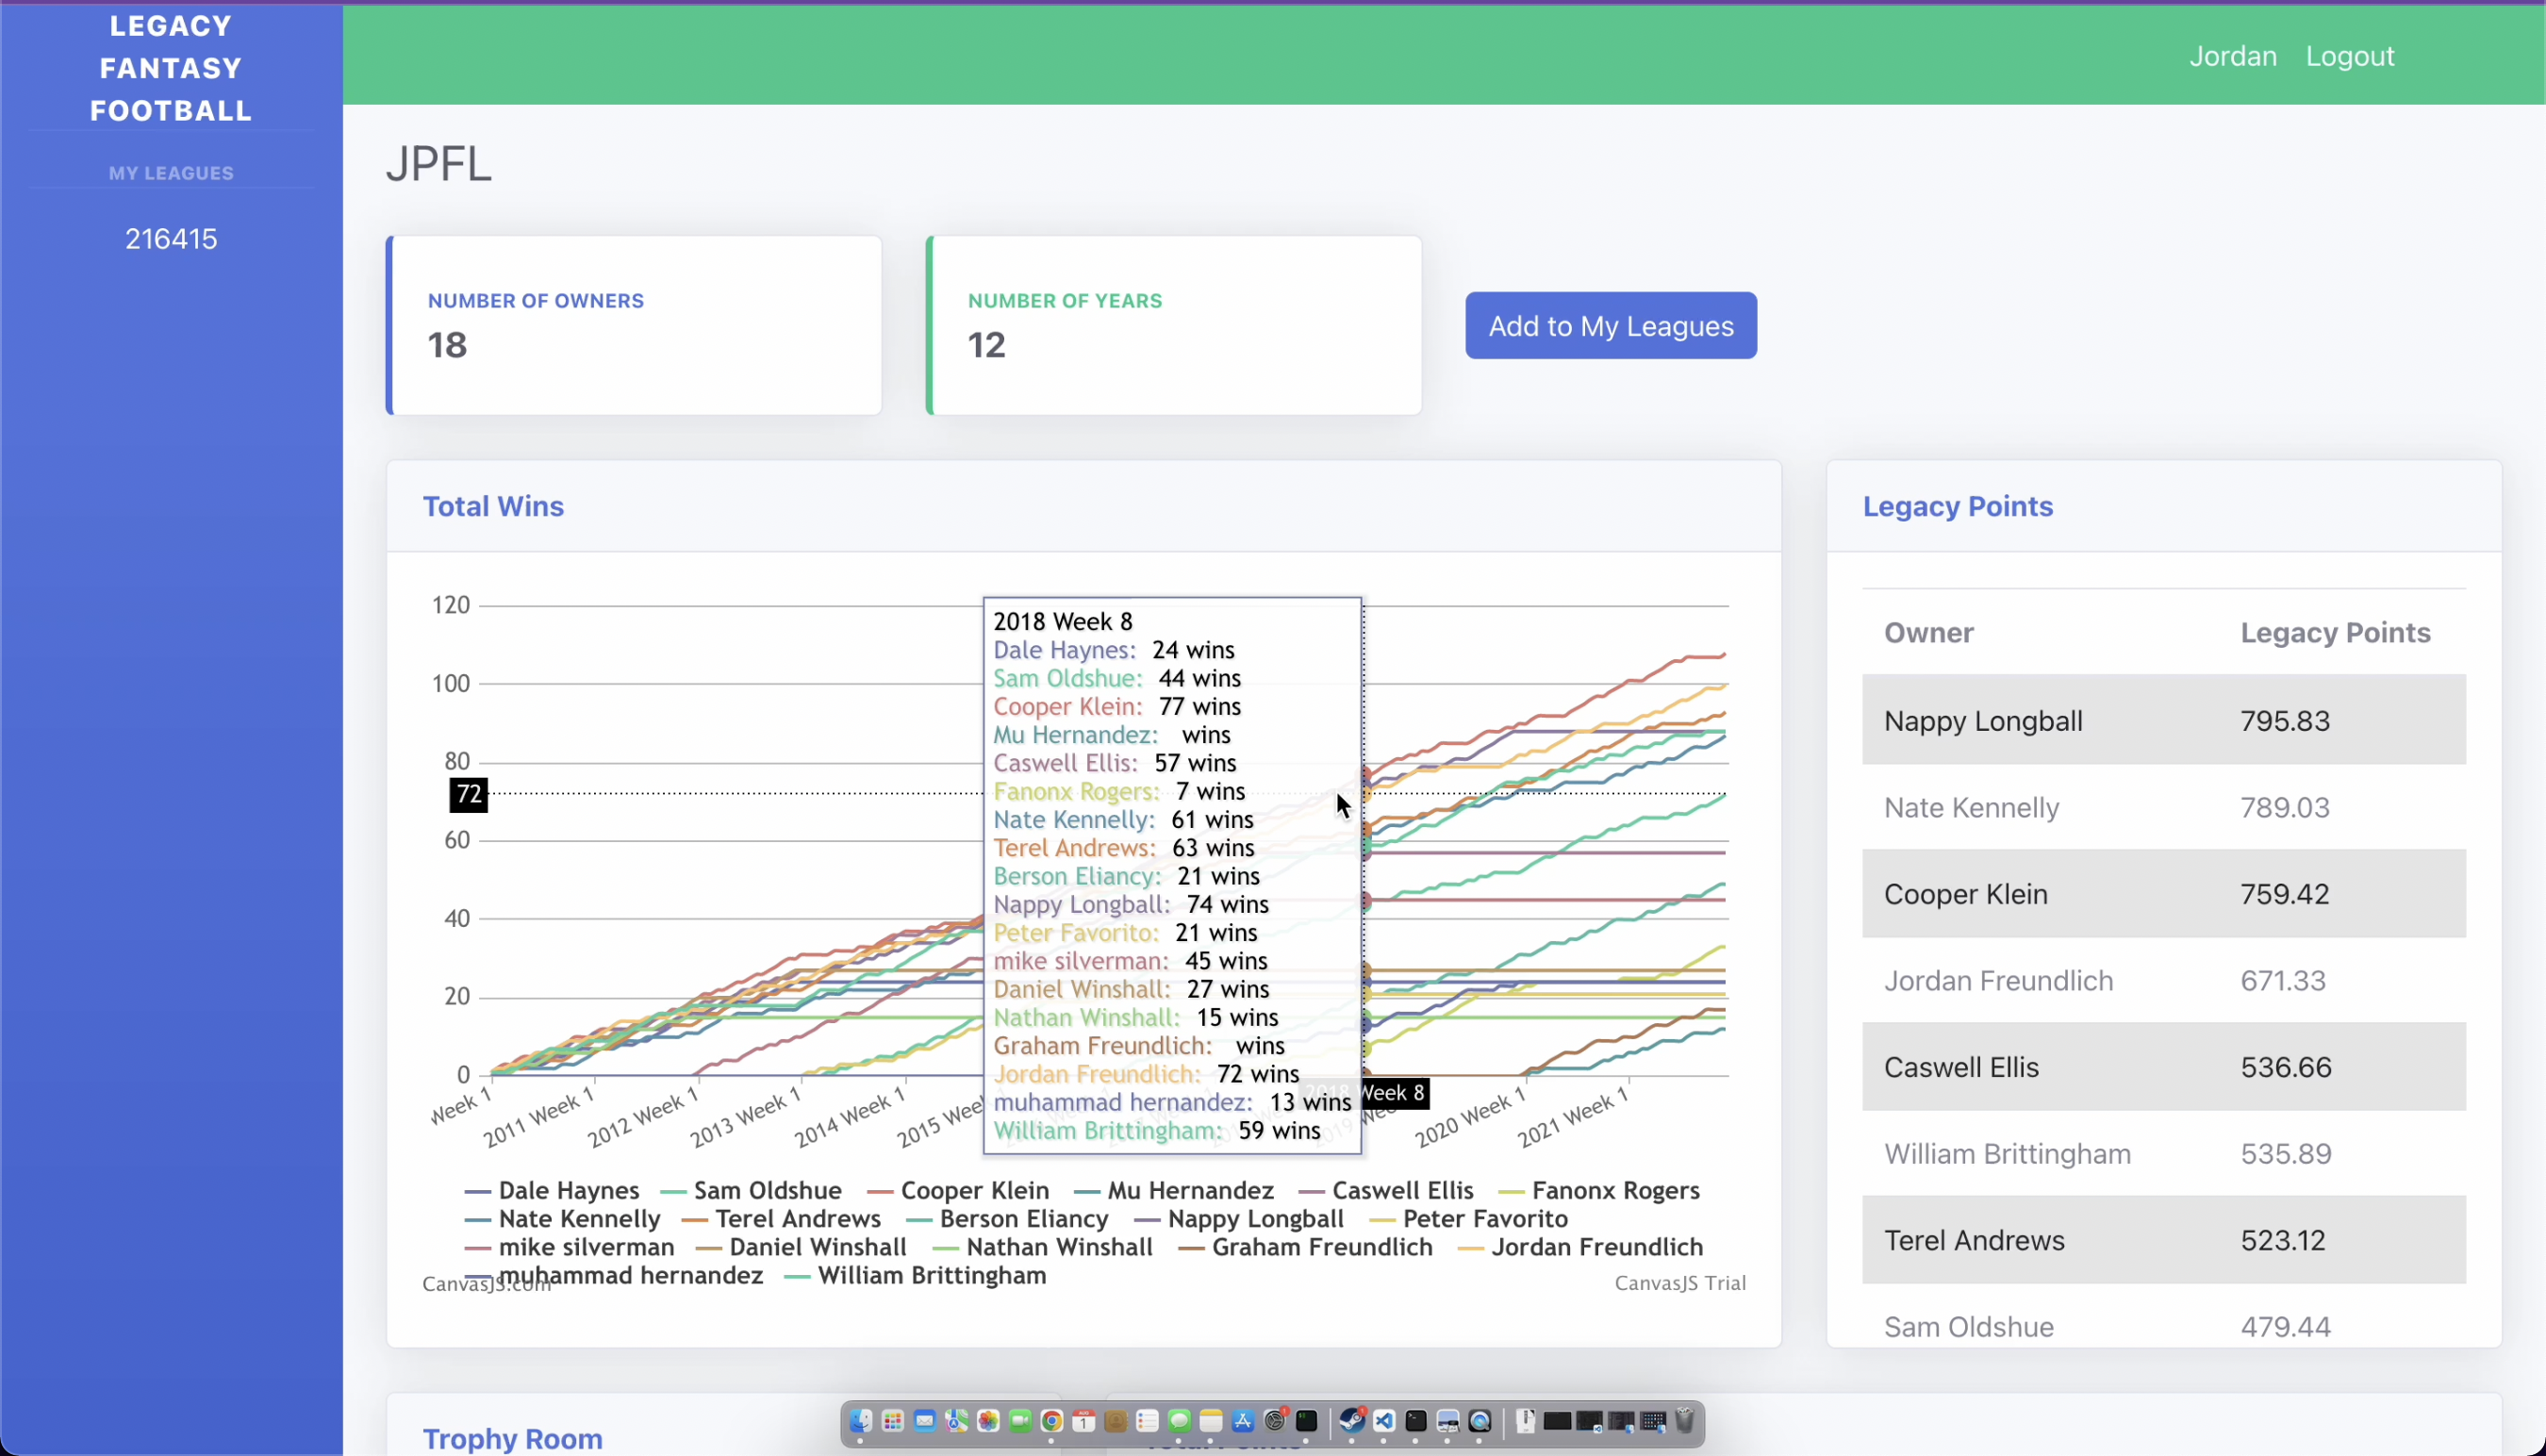 LEGACY
FANTASY
FOOTBALL
MY LEAGUES
216415
Jordan Logout
JPFL
NUMBER OF OWNERS
18
NUMBER OF YEARS
12
Add to My Leagues
Total Wins
120
100
80
72
60
40
20
0
Week 1
2011 Week 1
2012 Week 1
2013 Week 1
2014 Week 1
2015 Week
2020 Week 1
2021 Week 1
2018 Week 8
2018 Week 8
Dale Haynes: 24 wins
Sam Oldshue: 44 wins
Cooper Klein: 77 wins
Mu Hernandez: wins
Caswell Ellis: 57 wins
Fanonx Rogers: 7 wins
Nate Kennelly: 61 wins
Terel Andrews: 63 wins
Berson Eliancy: 21 wins
Nappy Longball: 74 wins
Peter Favorito: 21 wins
mike silverman: 45 wins
Daniel Winshall: 27 wins
Nathan Winshall: 15 wins
Graham Freundlich: wins
Jordan Freundlich: 72 wins
muhammad hernandez: 13 wins
William Brittingham: 59 wins
Dale Haynes Sam Oldshue Cooper Klein Mu Hernandez Caswell Ellis Fanonx Rogers
Nate Kennelly Terel Andrews Berson Eliancy Nappy Longball Peter Favorito
mike silverman Daniel Winshall Nathan Winshall Graham Freundlich Jordan Freundlich
muhammad hernandez William Brittingham
CanvasJS.com
CanvasJS Trial
Legacy Points
Owner Legacy Points
Nappy Longball 795.83
Nate Kennelly 789.03
Cooper Klein 759.42
Jordan Freundlich 671.33
Caswell Ellis 536.66
William Brittingham 535.89
Terel Andrews 523.12
Sam Oldshue 479.44
Trophy Room